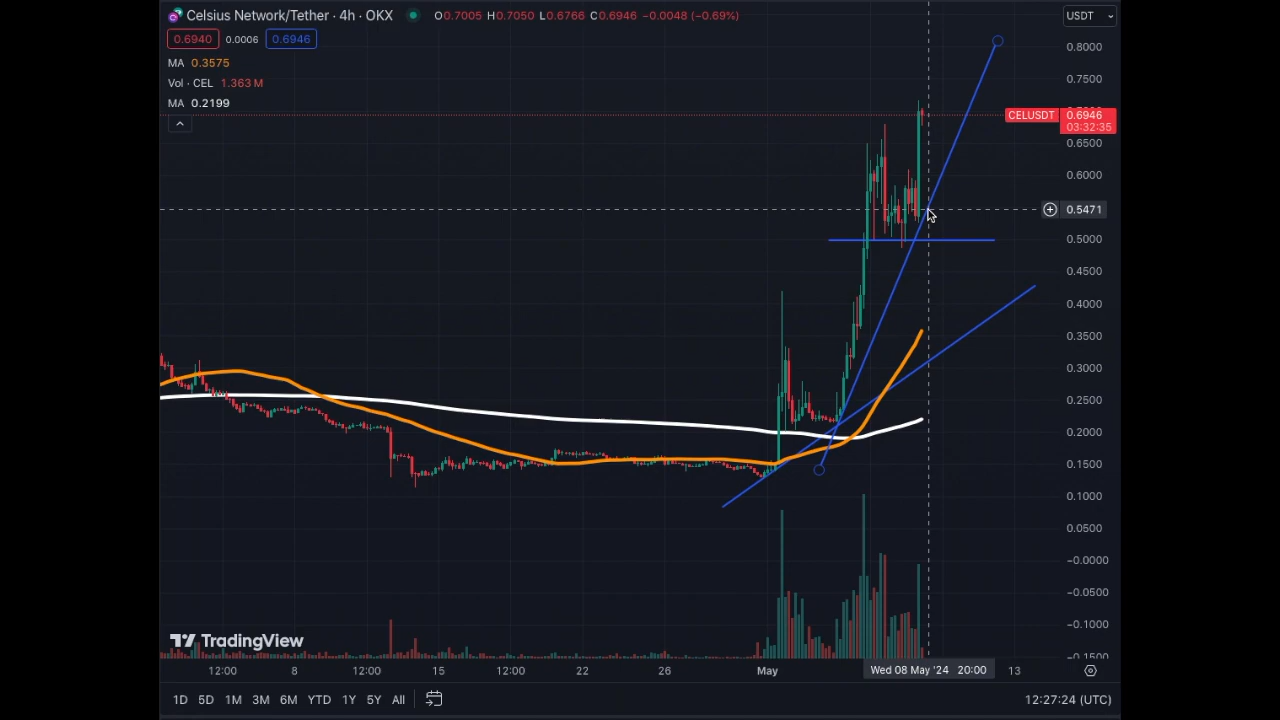 Celsius Network/Tether · 4h · OKX O0.7005 H0.7050 L0.6766 C0.6946 −0.0048 (−0.69%)
USDT
0.6940 0.0006 0.6946
MA 0.3575
Vol · CEL 1.363 M
MA 0.2199
0.8000
0.7500
CELUSDT 0.6946
03:32:35
0.6500
0.6000
0.5471
0.5000
0.4500
0.4000
0.3500
0.3000
0.2500
0.2000
0.1500
0.1000
0.0500
−0.0000
−0.0500
−0.1000
−0.1500
TradingView
12:00 8 12:00 15 12:00 22 26 May Wed 08 May '24 20:00 13
1D 5D 1M 3M 6M YTD 1Y 5Y All 12:27:24 (UTC)